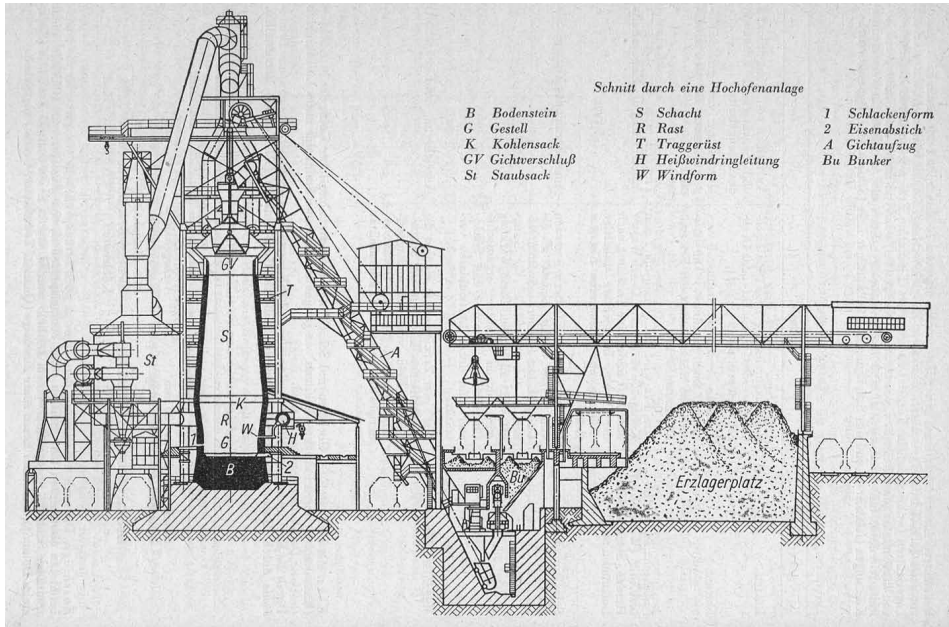 Schnitt durch eine Hochofenanlage
B Bodenstein
G Gestell
K Kohlensack
GV Gichtverschluß
St Staubsack
S Schacht
R Rast
T Traggerüst
H Heißwindringleitung
W Windform
1 Schlackenform
2 Eisenabstich
A Gichtaufzug
Bu Bunker
GV
T
S
St
A
K
R
W
1
G
H
B
2
Bu
Erzlagerplatz